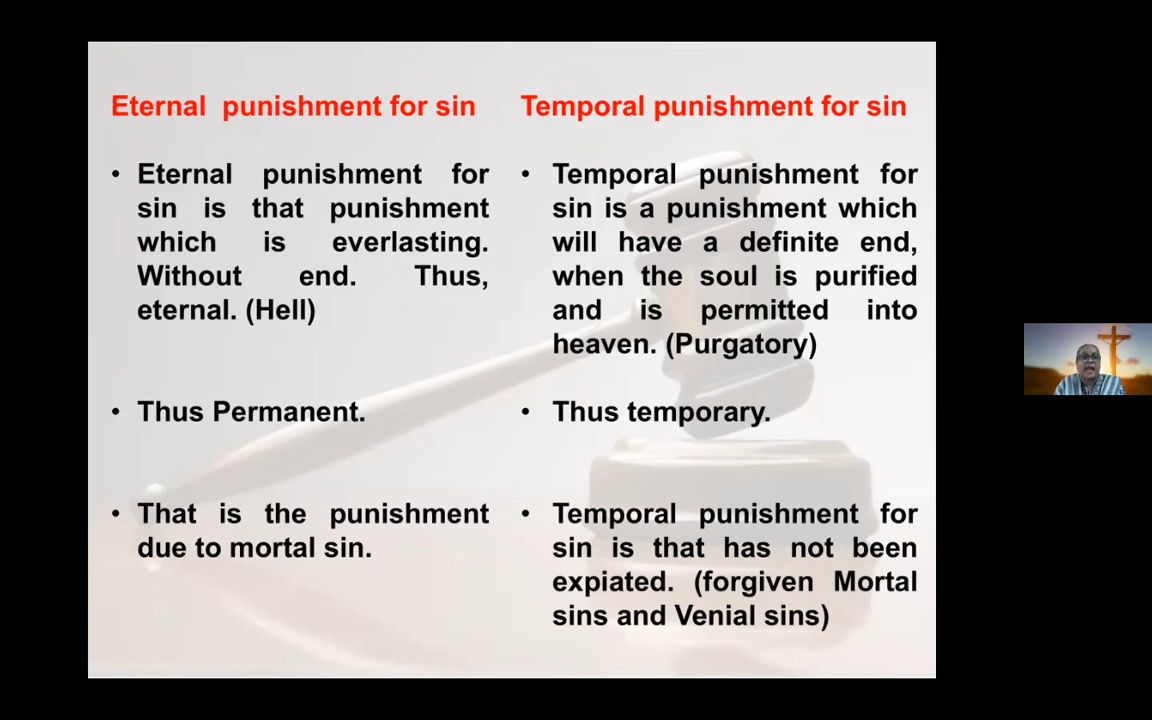 Eternal punishment for sin
• Eternal punishment for
sin is that punishment
which is everlasting.
Without end. Thus,
eternal. (Hell)
• Thus Permanent.
• That is the punishment
due to mortal sin.
Temporal punishment for sin
• Temporal punishment for
sin is a punishment which
will have a definite end,
when the soul is purified
and is permitted into
heaven. (Purgatory)
• Thus temporary.
• Temporal punishment for
sin is that has not been
expiated. (forgiven Mortal
sins and Venial sins)